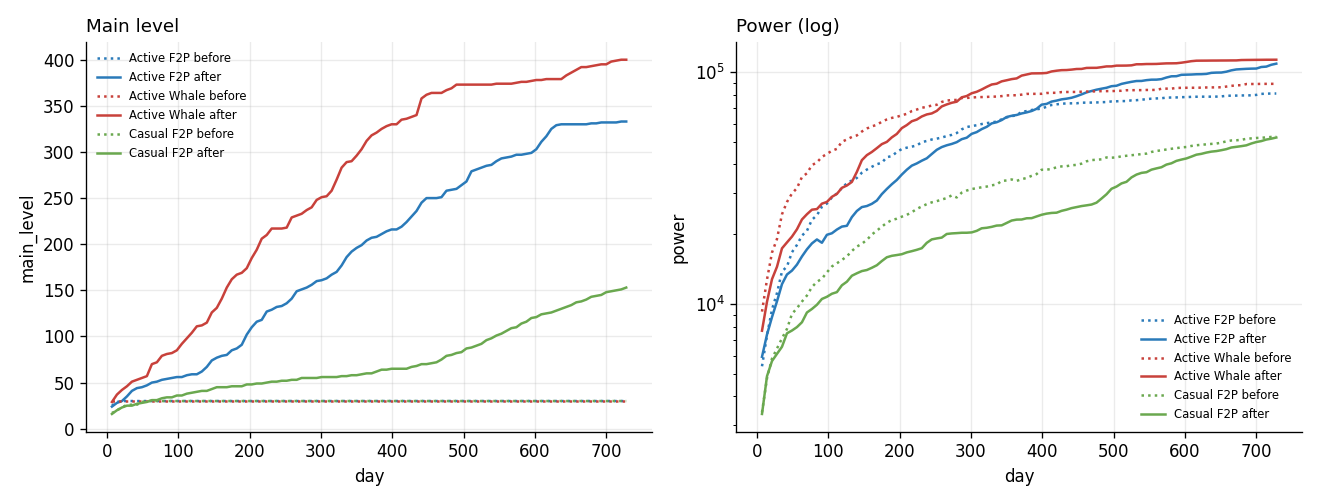 Main level
400
350
300
250
200
150
100
50
0
main_level
Active F2P before
Active F2P after
Active Whale before
Active Whale after
Casual F2P before
Casual F2P after
0 100 200 300 400 500 600 700
day
Power (log)
10^5
10^4
power
Active F2P before
Active F2P after
Active Whale before
Active Whale after
Casual F2P before
Casual F2P after
0 100 200 300 400 500 600 700
day